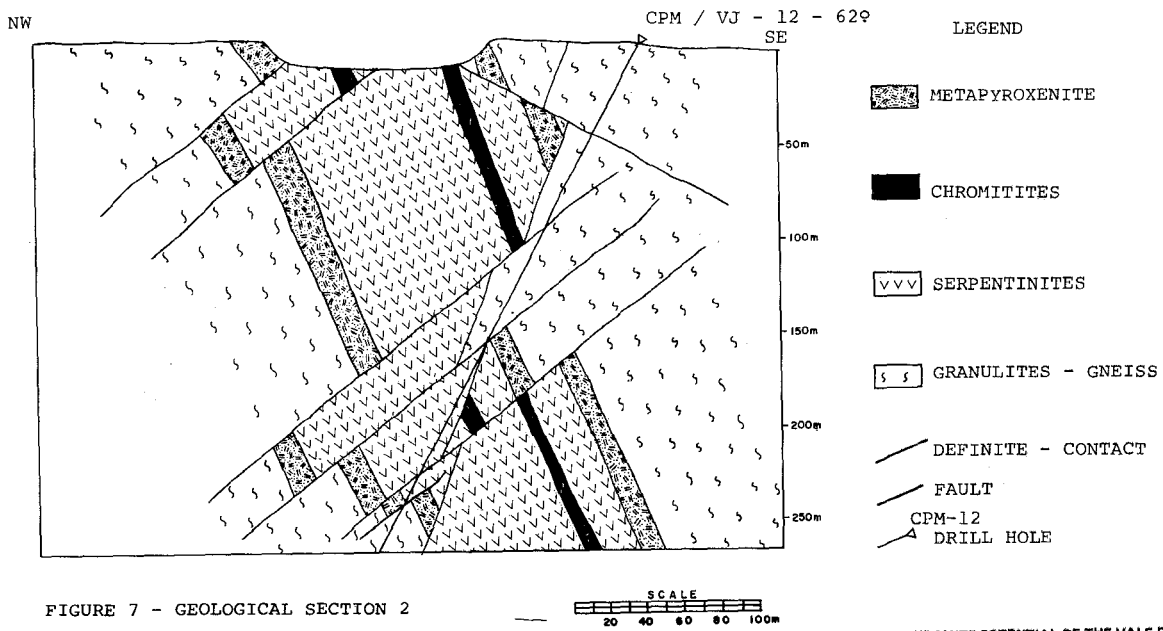 NW
CPM / VJ - 12 - 62º
SE
50m
100m
150m
200m
250m
LEGEND
METAPYROXENITE
CHROMITITES
SERPENTINITES
GRANULITES - GNEISS
DEFINITE - CONTACT
FAULT
CPM-12
DRILL HOLE
FIGURE 7 - GEOLOGICAL SECTION 2
SCALE
20 40 60 80 100m